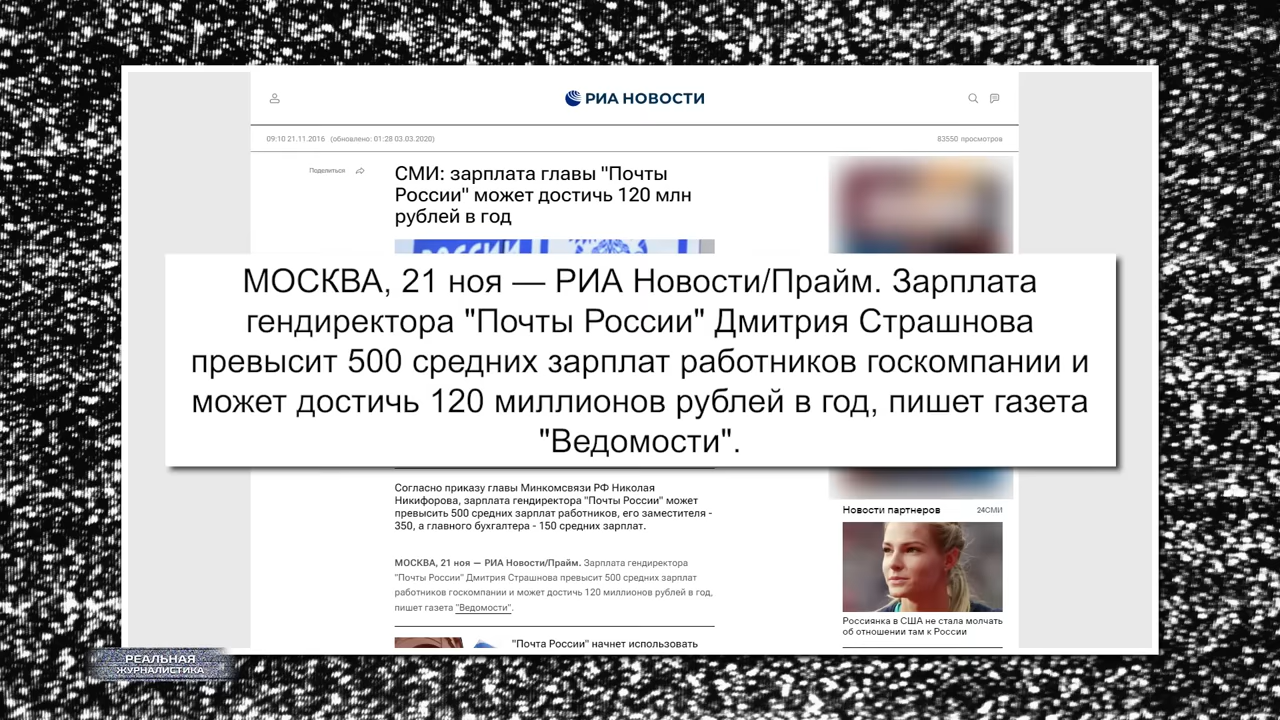 РИА НОВОСТИ
09:10 21.11.2016 (обновлено: 01:28 03.03.2020)
83550 просмотров
Поделиться
СМИ: зарплата главы "Почты
России" может достичь 120 млн
рублей в год
РОССИИ
МОСКВА, 21 ноя — РИА Новости/Прайм. Зарплата
гендиректора "Почты России" Дмитрия Страшнова
превысит 500 средних зарплат работников госкомпании и
может достичь 120 миллионов рублей в год, пишет газета
"Ведомости".
Согласно приказу главы Минкомсвязи РФ Николая
Никифорова, зарплата гендиректора "Почты России" может
превысить 500 средних зарплат работников, его заместителя -
350, а главного бухгалтера - 150 средних зарплат.
МОСКВА, 21 ноя — РИА Новости/Прайм. Зарплата гендиректора
"Почты России" Дмитрия Страшнова превысит 500 средних зарплат
работников госкомпании и может достичь 120 миллионов рублей в год,
пишет газета "Ведомости".
"Почта России" начнет использовать
Новости партнеров
24СМИ
Россиянка в США не стала молчать
об отношении там к России
РЕАЛЬНАЯ
ЖУРНАЛИСТИКА